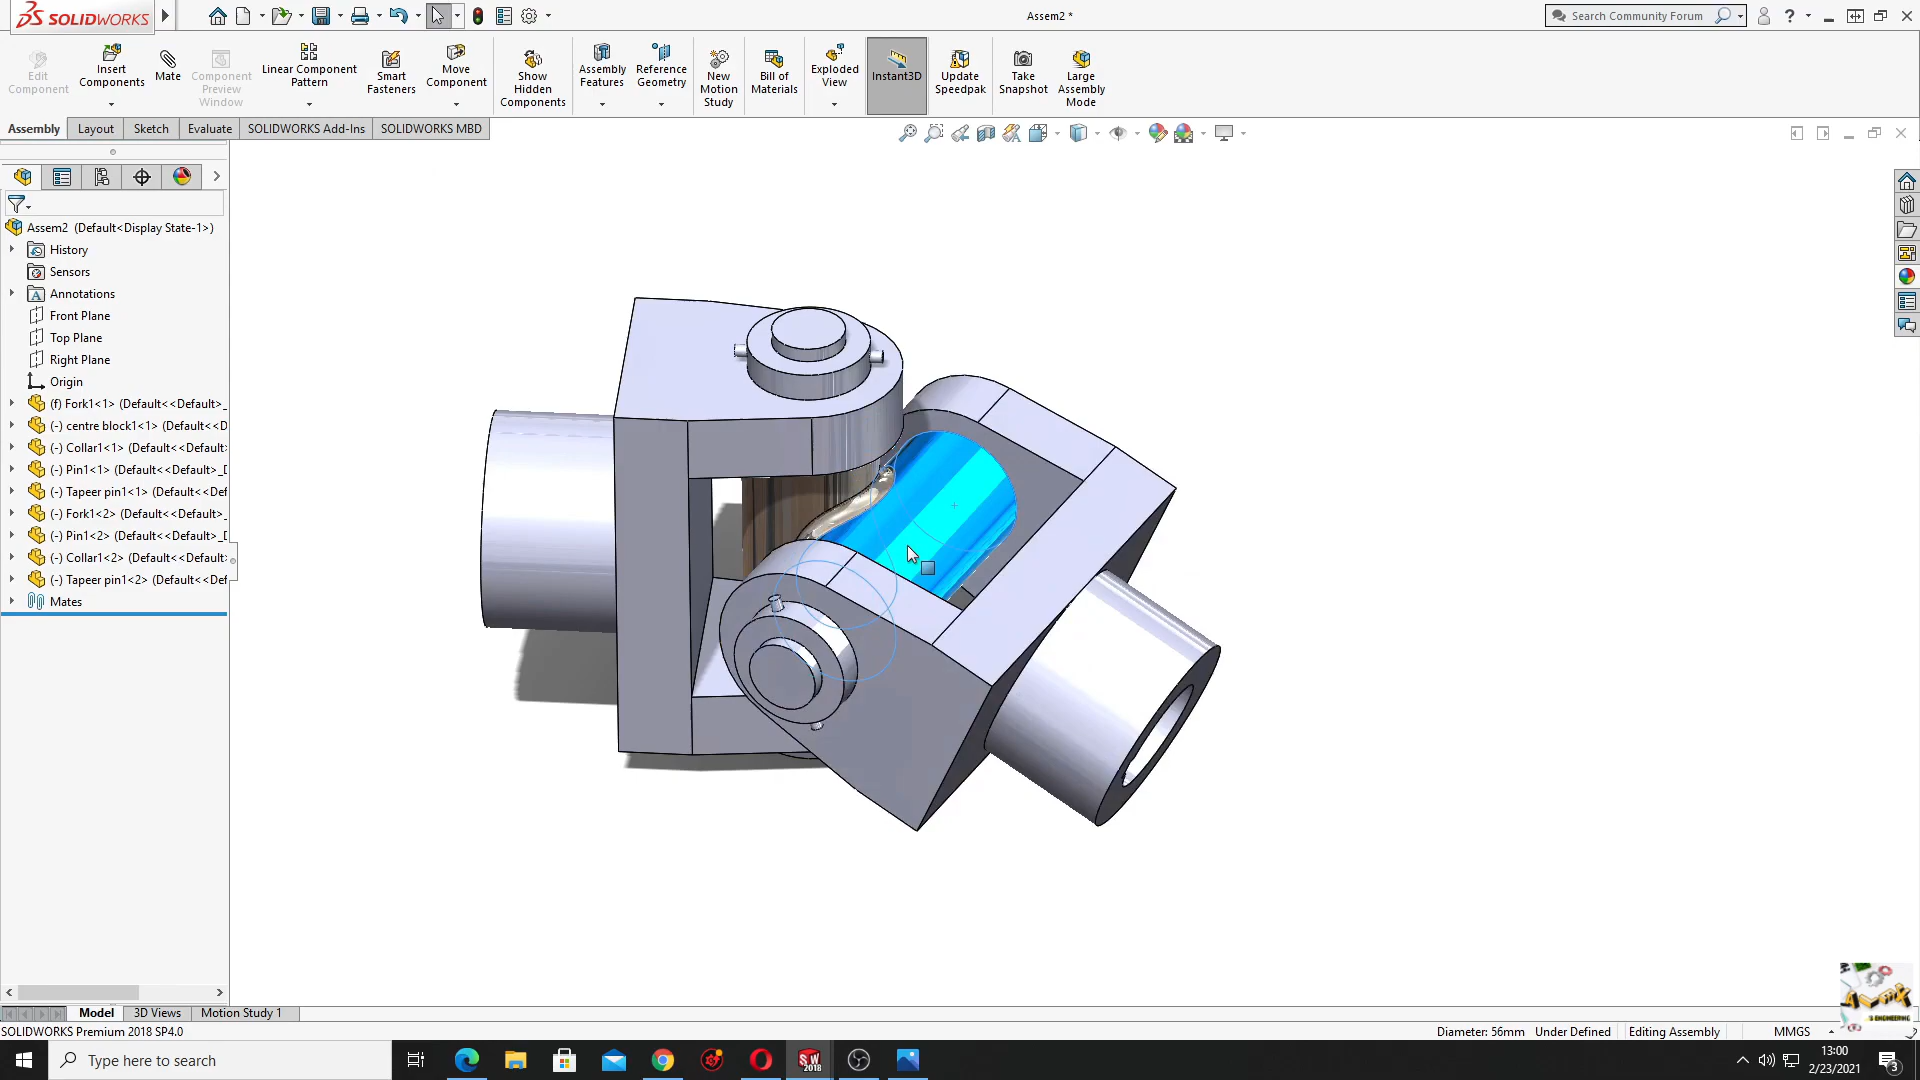 SOLIDWORKS
Assem2 *
Search Community Forum
Edit
Component
Insert
Components
Mate
Component
Preview
Window
Linear Component
Pattern
Smart
Fasteners
Move
Component
Show
Hidden
Components
Assembly
Features
Reference
Geometry
New
Motion
Study
Bill of
Materials
Exploded
View
Instant3D
Update
Speedpak
Take
Snapshot
Large
Assembly
Mode
Assembly
Layout
Sketch
Evaluate
SOLIDWORKS Add-Ins
SOLIDWORKS MBD
Assem2 (Default<Display State-1>)
History
Sensors
Annotations
Front Plane
Top Plane
Right Plane
Origin
(f) Fork1<1> (Default<<Default>_
(-) centre block1<1> (Default<<D
(-) Collar1<1> (Default<<Default>
(-) Pin1<1> (Default<<Default>_D
(-) Tapeer pin1<1> (Default<<Def
(-) Fork1<2> (Default<<Default>_
(-) Pin1<2> (Default<<Default>_D
(-) Collar1<2> (Default<<Default>
(-) Tapeer pin1<2> (Default<<Def
Mates
Model
3D Views
Motion Study 1
SOLIDWORKS Premium 2018 SP4.0
Diameter: 56mm
Under Defined
Editing Assembly
MMGS
Type here to search
SW
2018
13:00
2/23/2021
3